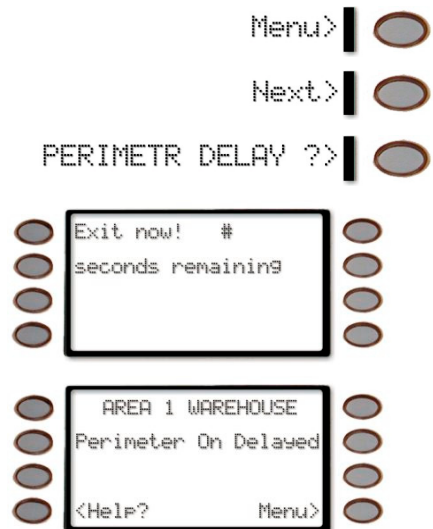 Menu>
Next>
PERIMETR DELAY ?>
Exit now! #
seconds remaining
AREA 1 WAREHOUSE
Perimeter On Delayed
<Help? Menu>